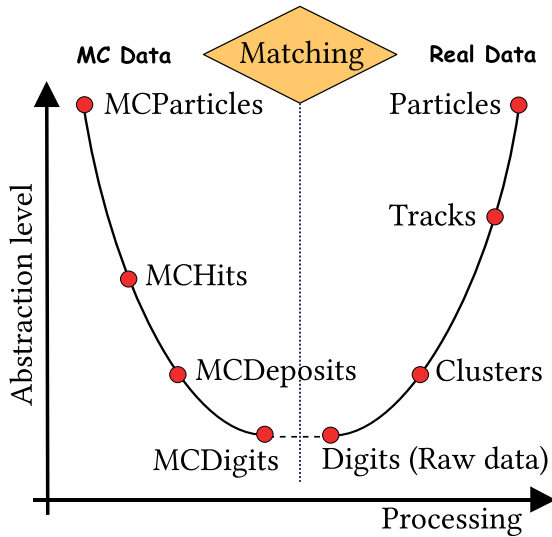 MC Data
Matching
Real Data
MCParticles
Particles
Tracks
MCHits
MCDeposits
Clusters
MCDigits
Digits (Raw data)
Abstraction level
Processing